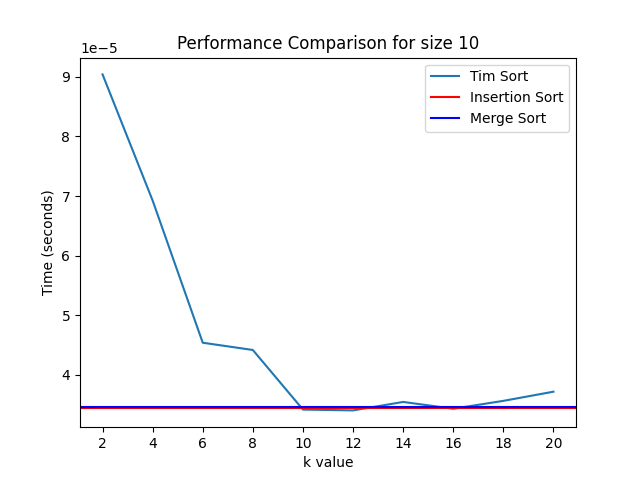 Performance Comparison for size 10
1e−5
Tim Sort
Insertion Sort
Merge Sort
9
8
7
6
5
4
Time (seconds)
2 4 6 8 10 12 14 16 18 20
k value